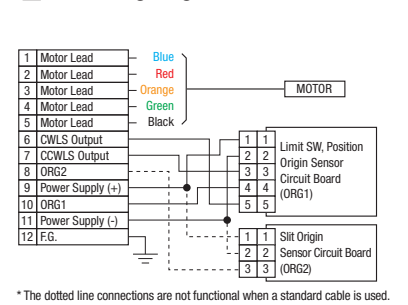 1 Motor Lead Blue
2 Motor Lead Red
3 Motor Lead Orange
4 Motor Lead Green
5 Motor Lead Black
6 CWLS Output
7 CCWLS Output
8 ORG2
9 Power Supply (+)
10 ORG1
11 Power Supply (-)
12 F.G.
MOTOR
1 1
2 2
3 3
4 4
5 5
Limit SW, Position
Origin Sensor
Circuit Board
(ORG1)
1 1 Slit Origin
2 2 Sensor Circuit Board
3 3 (ORG2)
* The dotted line connections are not functional when a standard cable is used.